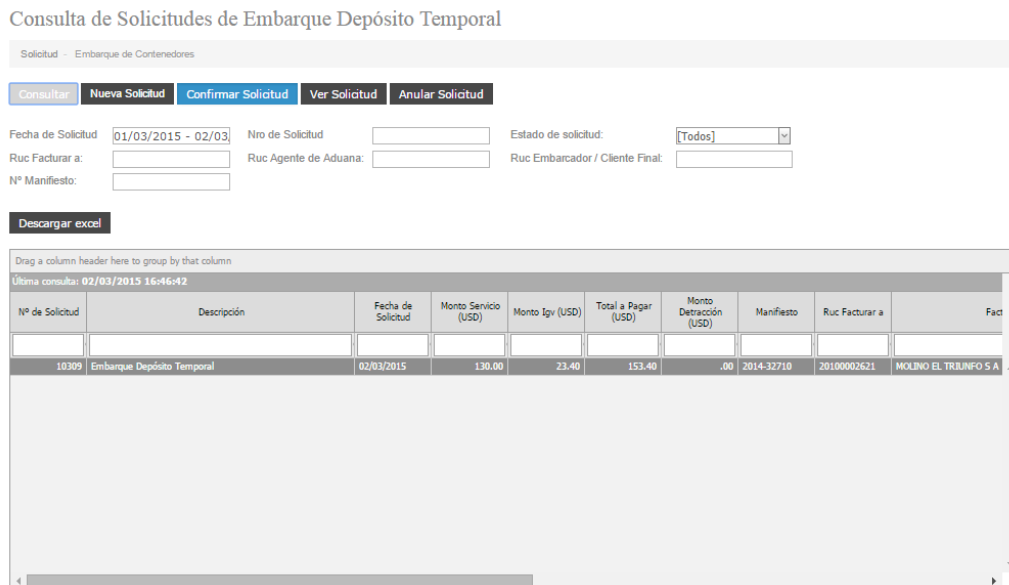 Consulta de Solicitudes de Embarque Depósito Temporal
Solicitud - Embarque de Contenedores
Consultar Nueva Solicitud Confirmar Solicitud Ver Solicitud Anular Solicitud
Fecha de Solicitud 01/03/2015 - 02/03/ Nro de Solicitud Estado de solicitud: [Todos]
Ruc Facturar a: Ruc Agente de Aduana: Ruc Embarcador / Cliente Final:
Nº Manifiesto:
Descargar excel
Drag a column header here to group by that column
Última consulta: 02/03/2015 16:46:42
Nº de Solicitud Descripción Fecha de Solicitud Monto Servicio (USD) Monto Igv (USD) Total a Pagar (USD) Monto Detracción (USD) Manifiesto Ruc Facturar a Fact
10309 Embarque Depósito Temporal 02/03/2015 130.00 23.40 153.40 .00 2014-32710 20100002621 MOLINO EL TRIUNFO S A